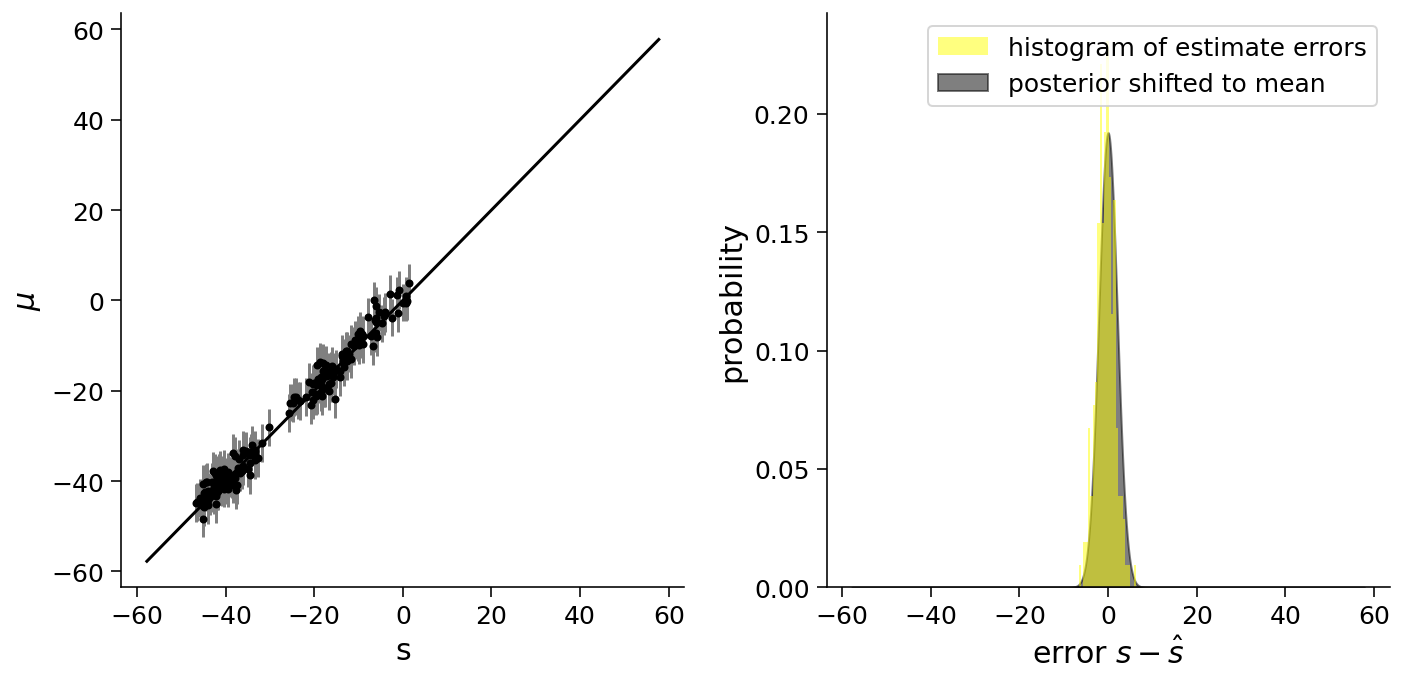 60
40
20
0
−20
−40
−60
μ
−60 −40 −20 0 20 40 60
s
histogram of estimate errors
posterior shifted to mean
0.20
0.15
0.10
0.05
0.00
probability
−60 −40 −20 0 20 40 60
error s − ŝ